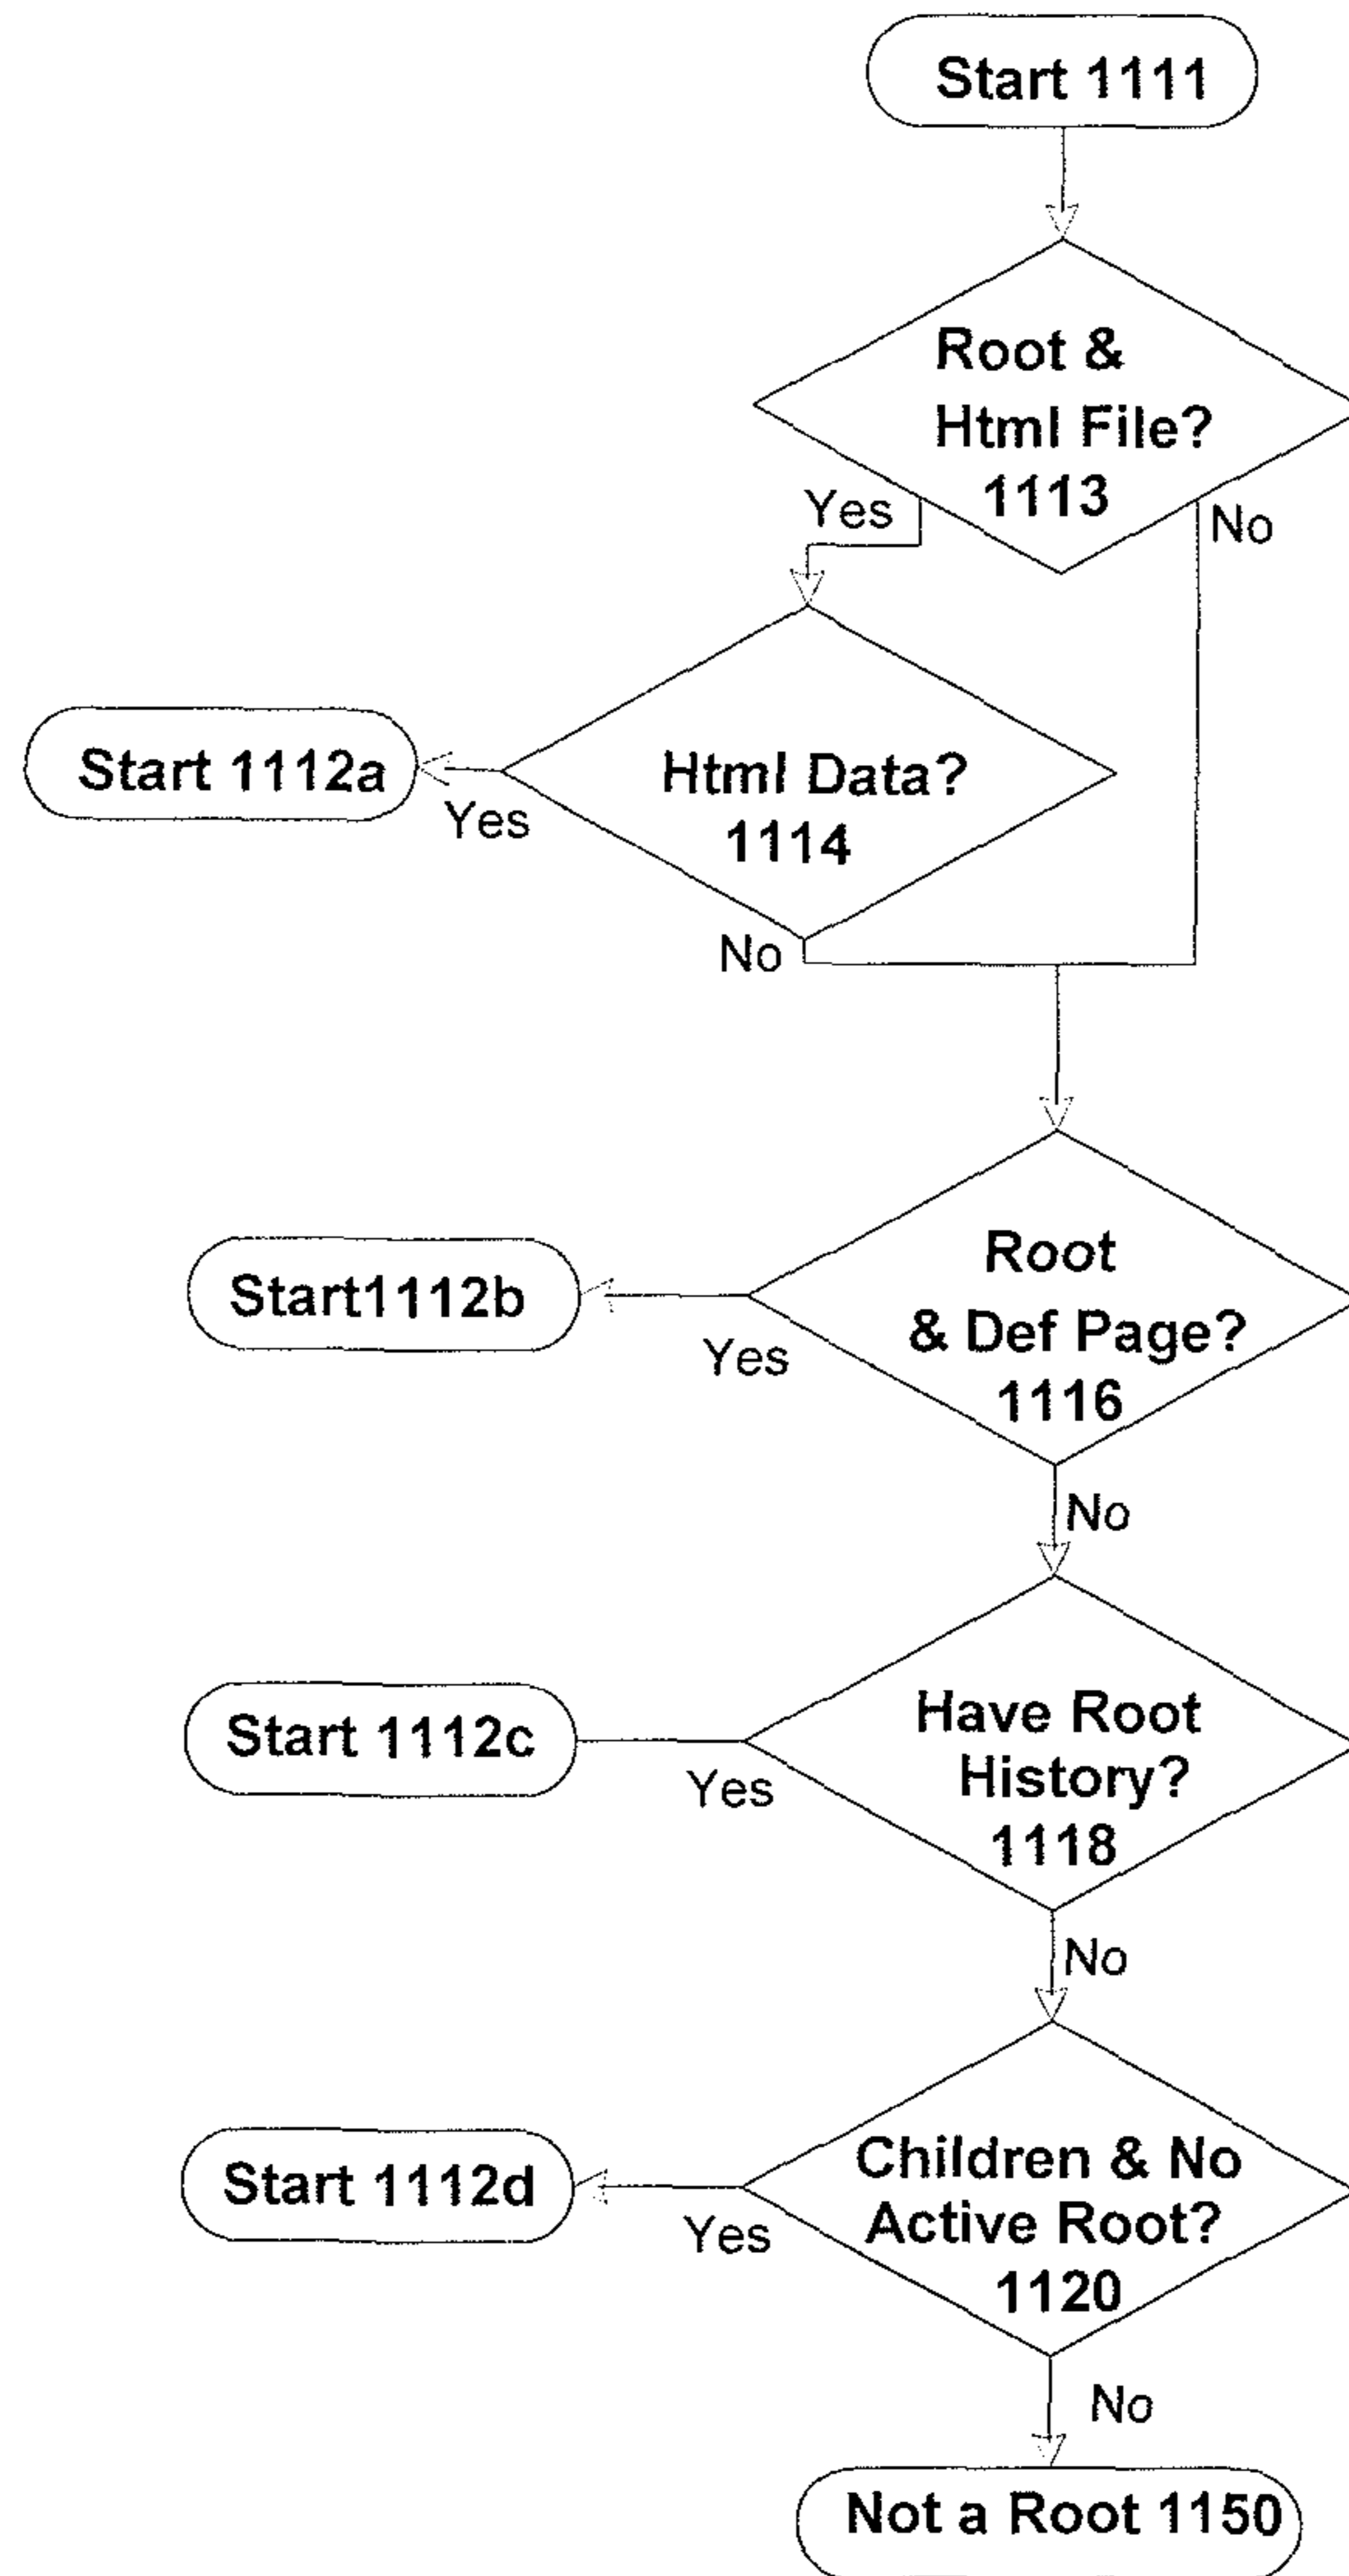 Start 1111
Root &
Html File?
1113
Yes
No
Html Data?
1114
Start 1112a
Yes
No
Root
& Def Page?
1116
Start1112b
Yes
No
Have Root
History?
1118
Start 1112c
Yes
No
Children & No
Active Root?
1120
Start 1112d
Yes
No
Not a Root 1150